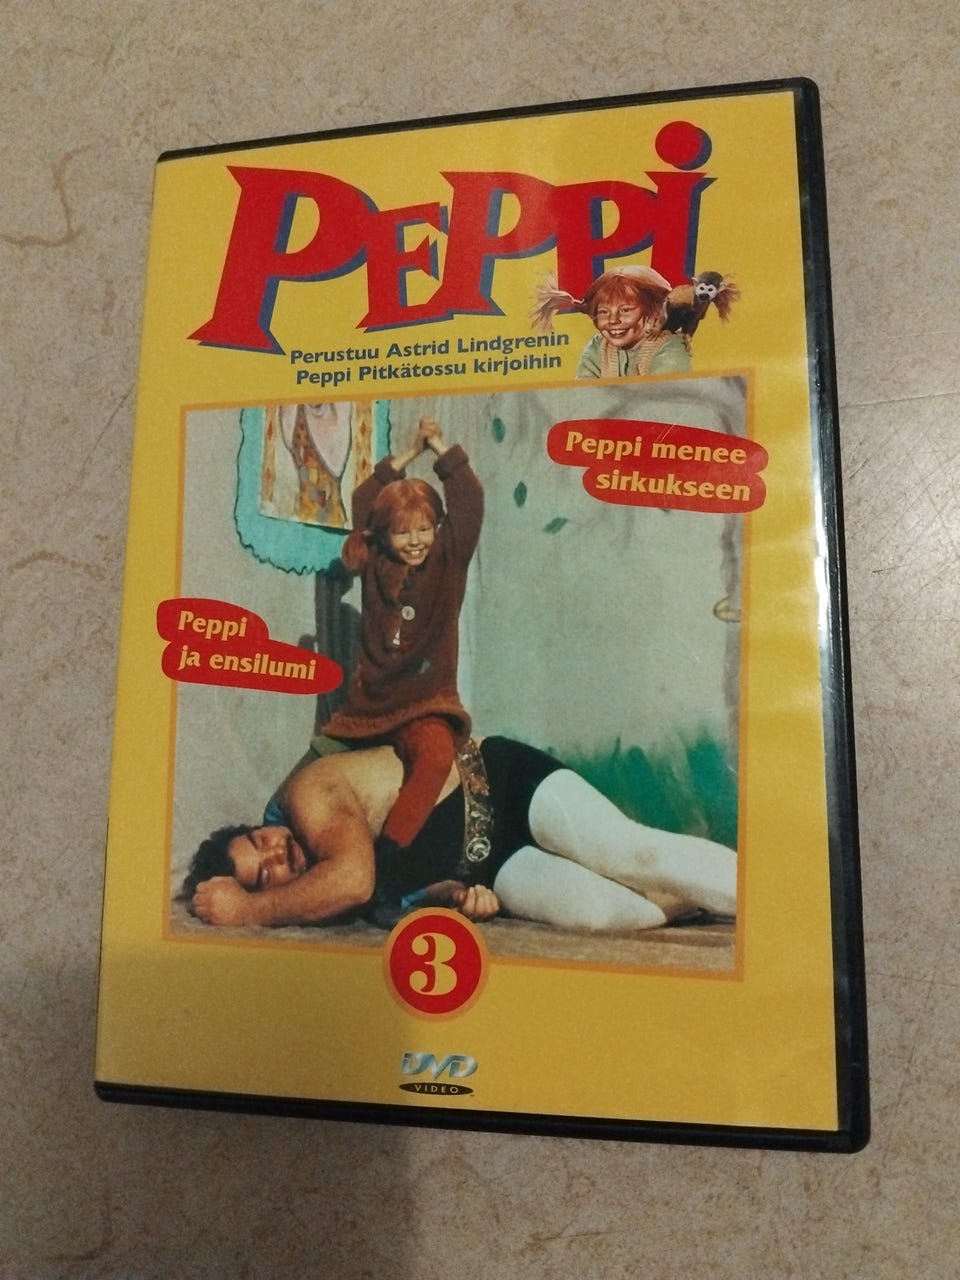 PEPPi
Perustuu Astrid Lindgrenin
Peppi Pitkätossu kirjoihin
Peppi menee
sirkukseen
Peppi
ja ensilumi
3
DVD
VIDEO